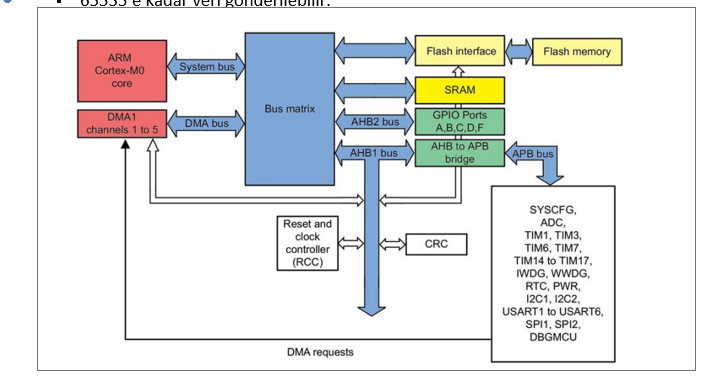 ▪ 65535'e kadar veri gönderilebilir.
ARM
Cortex-M0
core
System bus
Bus matrix
Flash interface
Flash memory
SRAM
DMA1
channels 1 to 5
DMA bus
AHB2 bus
GPIO Ports
A,B,C,D,F
AHB1 bus
AHB to APB
bridge
APB bus
Reset and
clock
controller
(RCC)
CRC
SYSCFG,
ADC,
TIM1, TIM3,
TIM6, TIM7,
TIM14 to TIM17,
IWDG, WWDG,
RTC, PWR,
I2C1, I2C2,
USART1 to USART6,
SPI1, SPI2,
DBGMCU
DMA requests